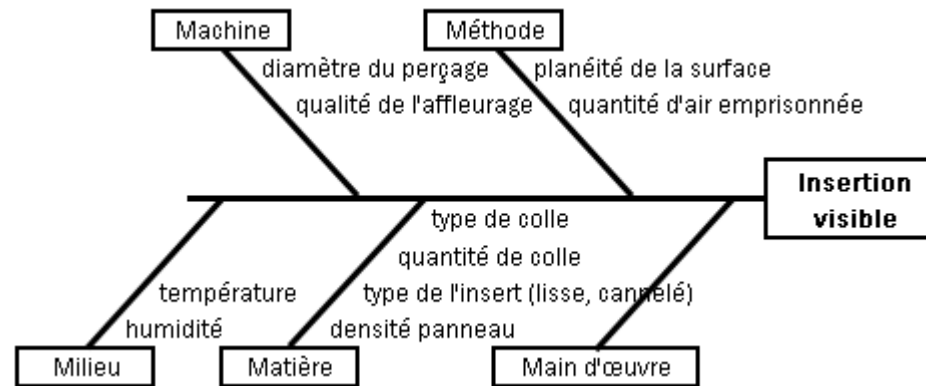 Machine
Méthode
diamètre du perçage
planéité de la surface
qualité de l'affleurage
quantité d'air emprisonnée
Insertion
visible
type de colle
quantité de colle
température
type de l'insert (lisse, cannelé)
humidité
densité panneau
Milieu
Matière
Main d'œuvre